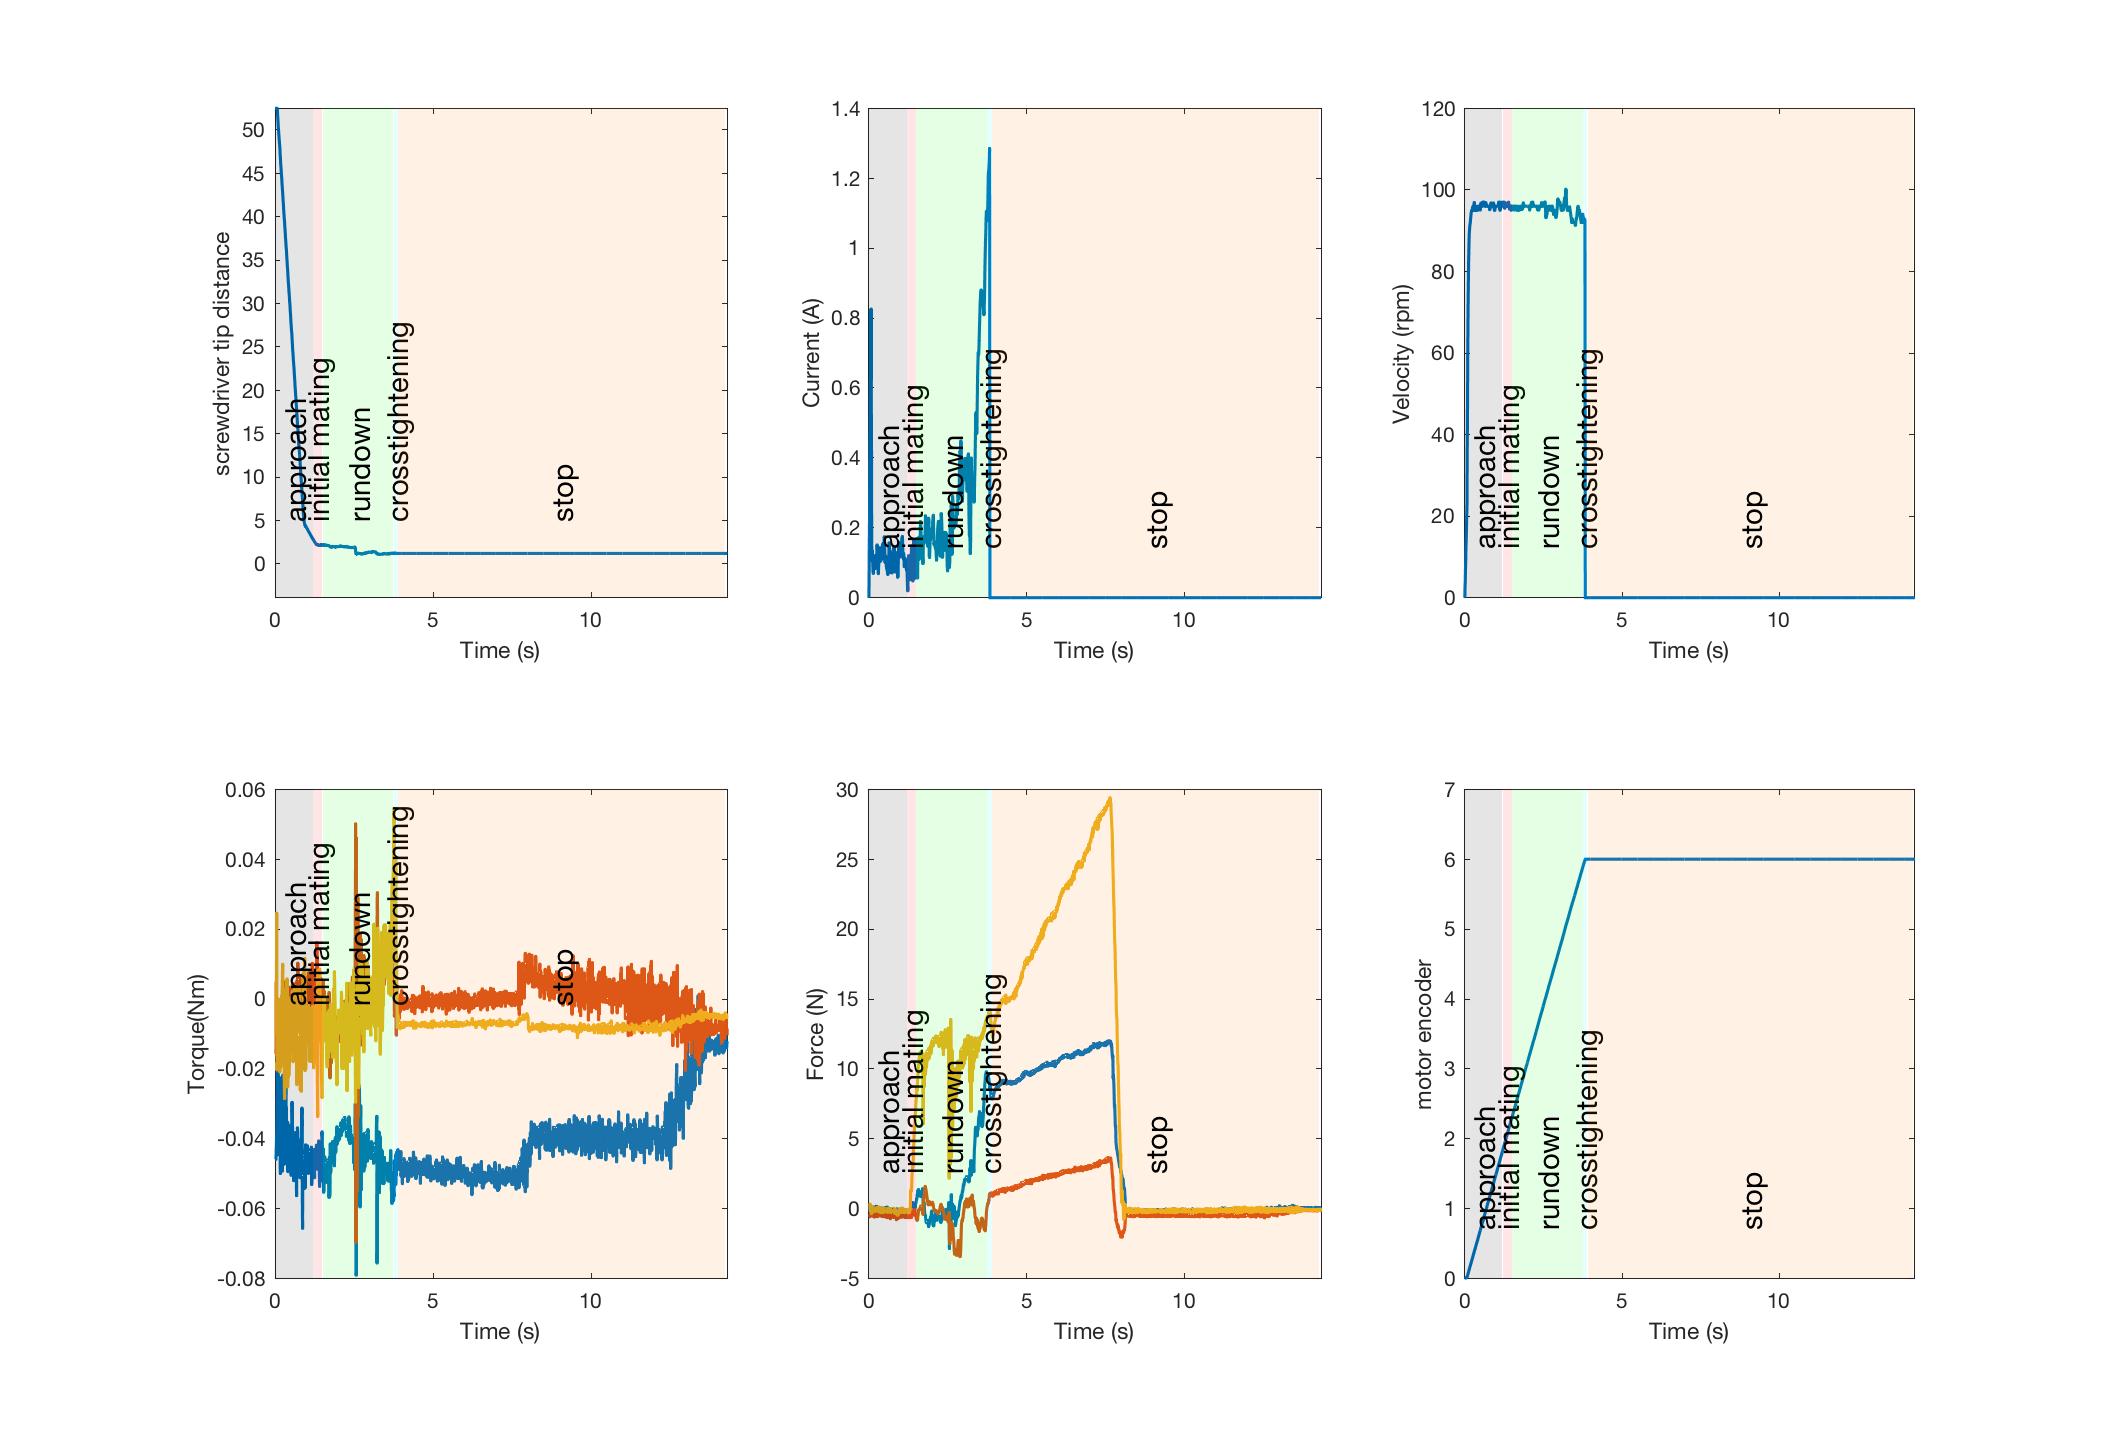 screwdriver tip distance
50
45
40
35
30
25
20
15
10
5
0
approach
initial mating
rundown
crosstightening
stop
0 5 10
Time (s)
Current (A)
1.4
1.2
1
0.8
0.6
0.4
0.2
0
approach
initial mating
rundown
crosstightening
stop
0 5 10
Time (s)
Velocity (rpm)
120
100
80
60
40
20
0
approach
initial mating
rundown
crosstightening
stop
0 5 10
Time (s)
Torque(Nm)
0.06
0.04
0.02
0
-0.02
-0.04
-0.06
-0.08
approach
initial mating
rundown
crosstightening
stop
0 5 10
Time (s)
Force (N)
30
25
20
15
10
5
0
-5
approach
initial mating
rundown
crosstightening
stop
0 5 10
Time (s)
motor encoder
7
6
5
4
3
2
1
0
approach
initial mating
rundown
crosstightening
stop
0 5 10
Time (s)